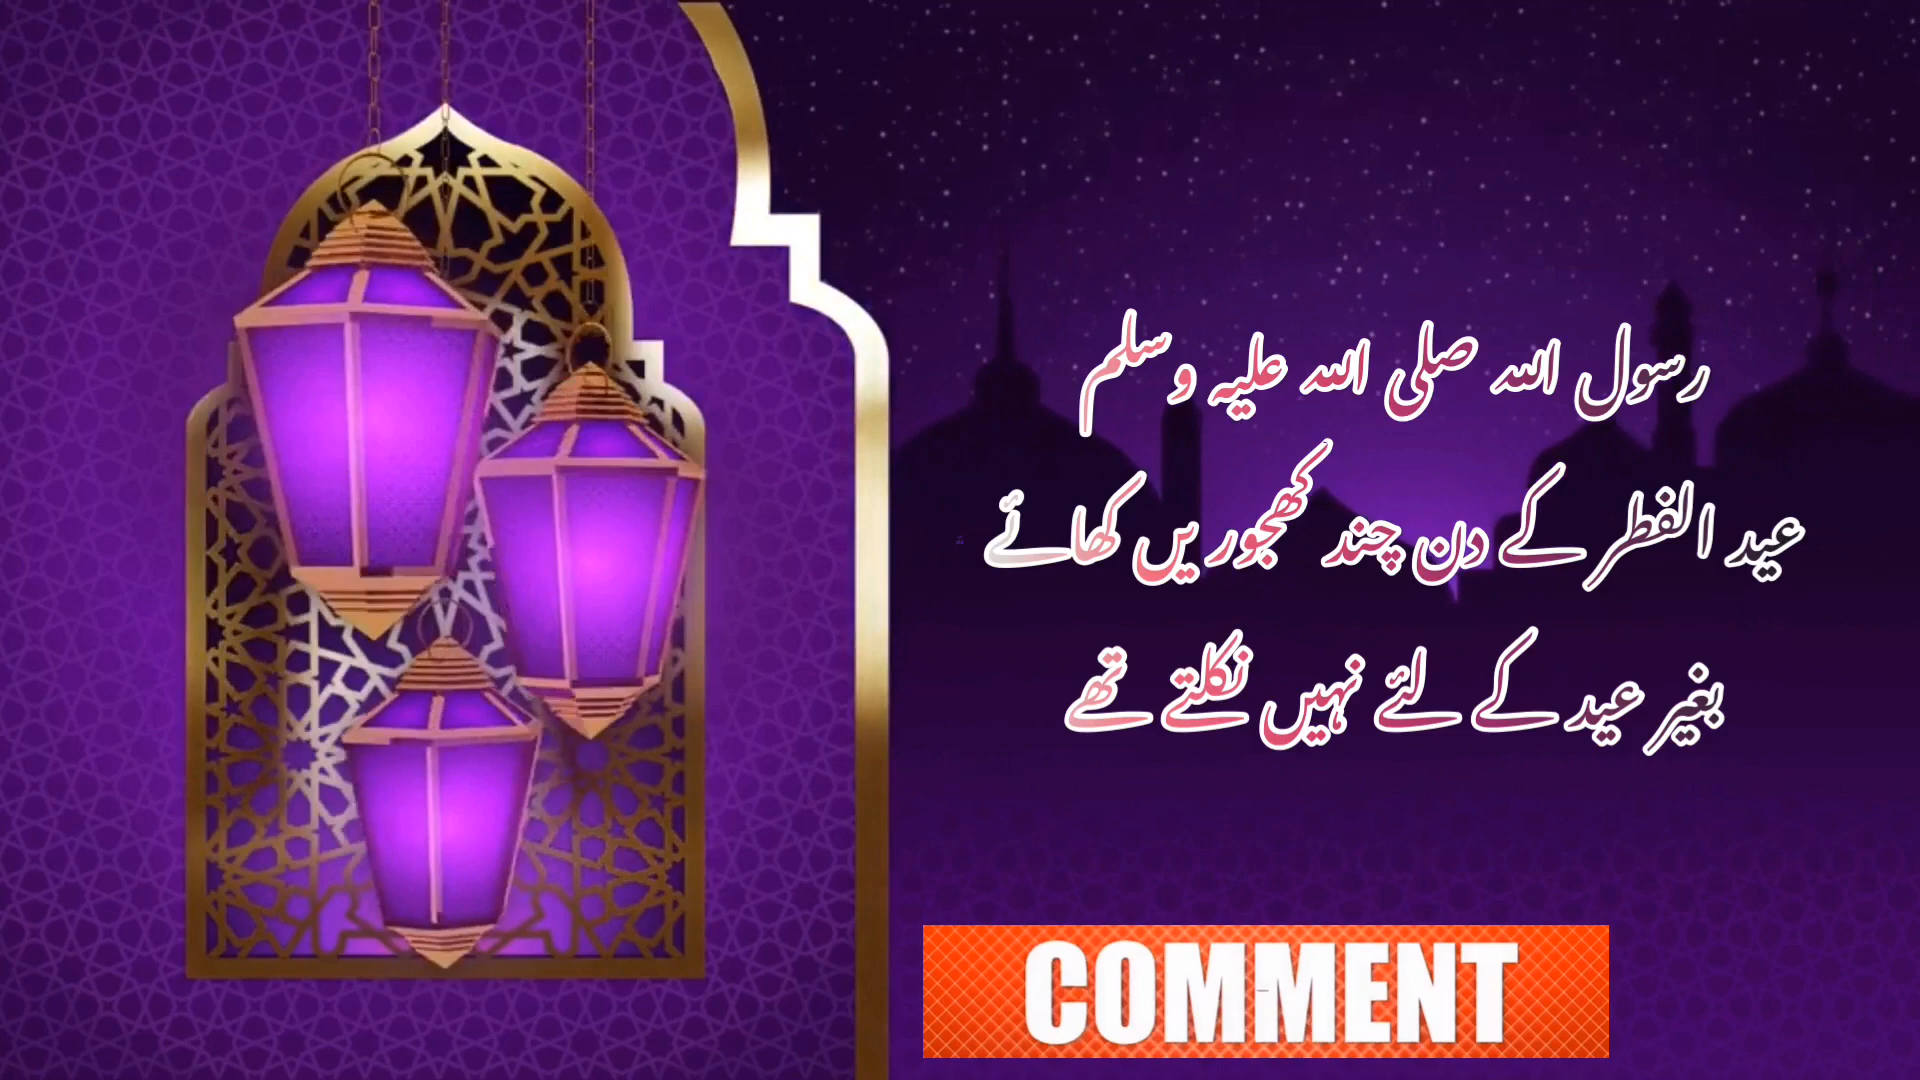 رسول اللہ صلی اللہ علیہ وسلم
عید الفطر کے دن چند کھجوریں کھائے
بغیر عید کے لئے نہیں نکلتے تھے
COMMENT